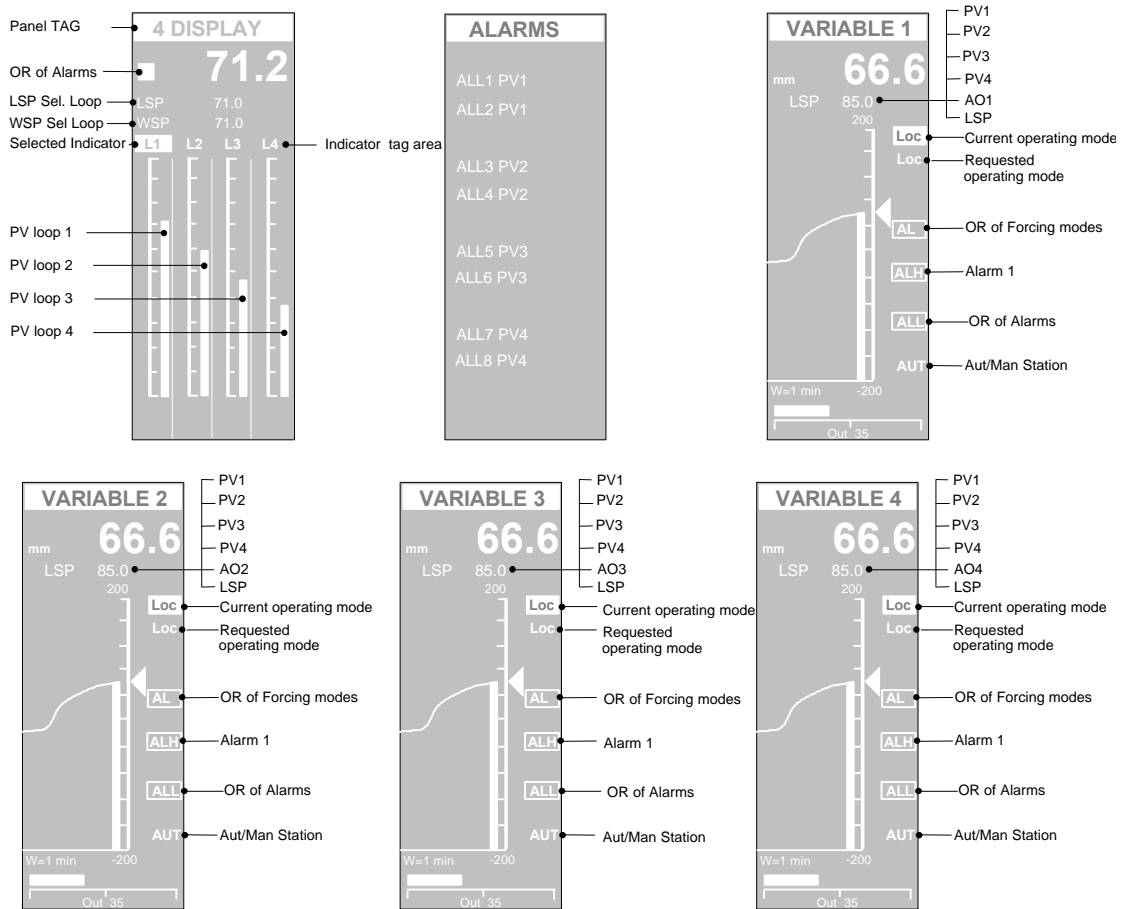 Panel TAG
OR of Alarms
LSP Sel. Loop
WSP Sel Loop
Selected Indicator
PV loop 1
PV loop 2
PV loop 3
PV loop 4
4 DISPLAY
71.2
LSP 71.0
WSP 71.0
L1 L2 L3 L4
Indicator tag area
ALARMS
ALL1 PV1
ALL2 PV1
ALL3 PV2
ALL4 PV2
ALL5 PV3
ALL6 PV3
ALL7 PV4
ALL8 PV4
VARIABLE 1
mm 66.6
LSP 85.0
200
Loc
Loc
AL
ALH
ALL
AUT
W=1 min -200
Out 35
PV1
PV2
PV3
PV4
AO1
LSP
Current operating mode
Requested
operating mode
OR of Forcing modes
Alarm 1
OR of Alarms
Aut/Man Station
VARIABLE 2
mm 66.6
LSP 85.0
200
Loc
Loc
AL
ALH
ALL
AUT
W=1 min -200
Out 35
PV1
PV2
PV3
PV4
AO2
LSP
Current operating mode
Requested
operating mode
OR of Forcing modes
Alarm 1
OR of Alarms
Aut/Man Station
VARIABLE 3
mm 66.6
LSP 85.0
200
Loc
Loc
AL
ALH
ALL
AUT
W=1 min -200
Out 35
PV1
PV2
PV3
PV4
AO3
LSP
Current operating mode
Requested
operating mode
OR of Forcing modes
Alarm 1
OR of Alarms
Aut/Man Station
VARIABLE 4
mm 66.6
LSP 85.0
200
Loc
Loc
AL
ALH
ALL
AUT
W=1 min -200
Out 35
PV1
PV2
PV3
PV4
AO4
LSP
Current operating mode
Requested
operating mode
OR of Forcing modes
Alarm 1
OR of Alarms
Aut/Man Station